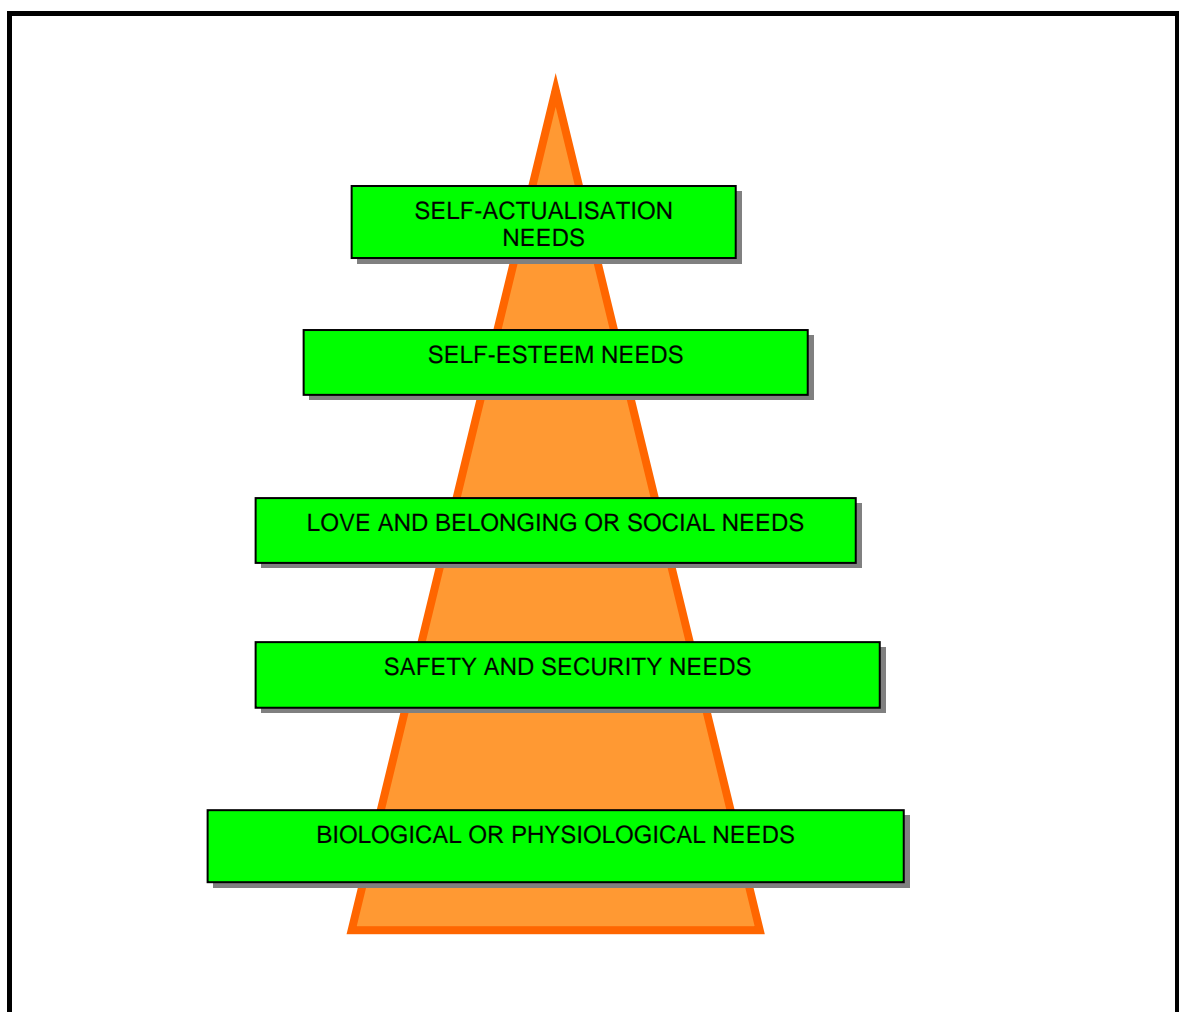 SELF-ACTUALISATION
NEEDS
SELF-ESTEEM NEEDS
LOVE AND BELONGING OR SOCIAL NEEDS
SAFETY AND SECURITY NEEDS
BIOLOGICAL OR PHYSIOLOGICAL NEEDS